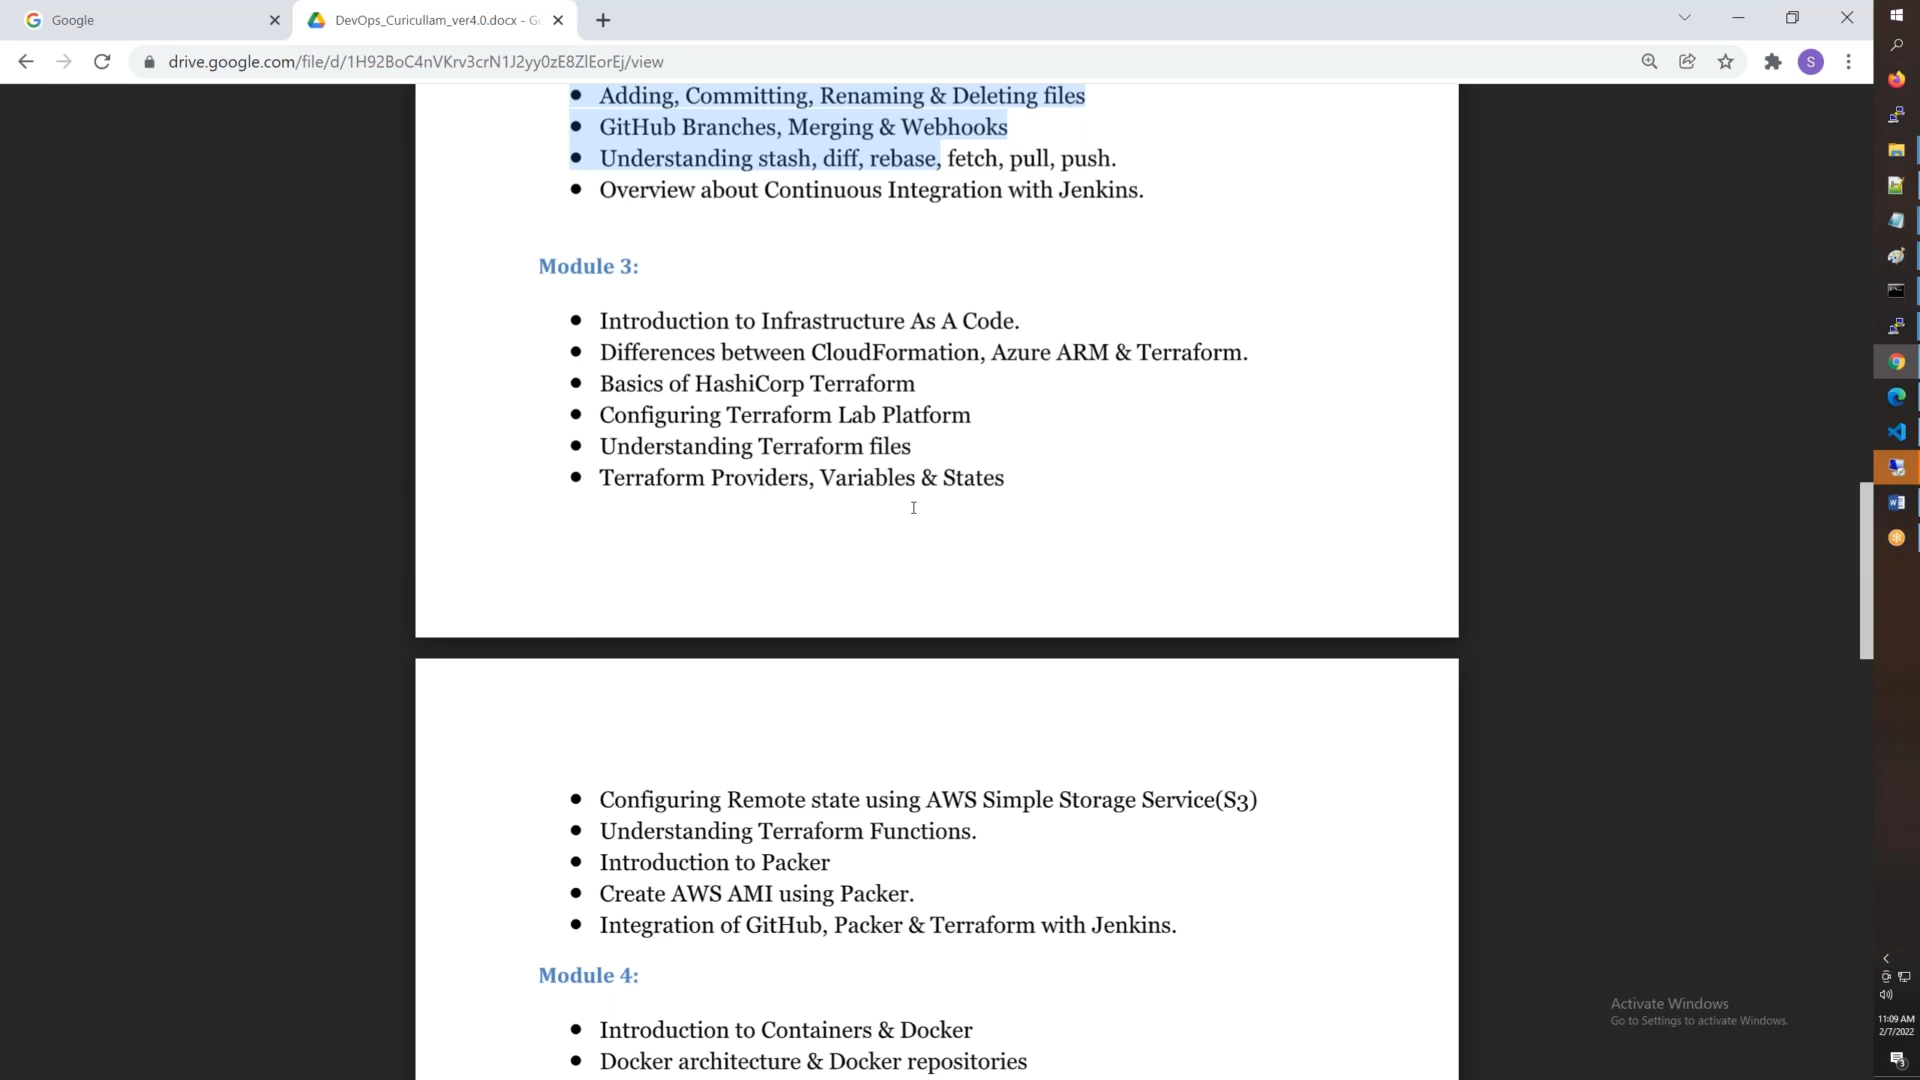 Google
DevOps_Curicullam_ver4.0.docx - Go
drive.google.com/file/d/1H92BoC4nVKrv3crN1J2yy0zE8ZlEorEj/view
S
• Adding, Committing, Renaming & Deleting files
• GitHub Branches, Merging & Webhooks
• Understanding stash, diff, rebase, fetch, pull, push.
• Overview about Continuous Integration with Jenkins.
Module 3:
• Introduction to Infrastructure As A Code.
• Differences between CloudFormation, Azure ARM & Terraform.
• Basics of HashiCorp Terraform
• Configuring Terraform Lab Platform
• Understanding Terraform files
• Terraform Providers, Variables & States
• Configuring Remote state using AWS Simple Storage Service(S3)
• Understanding Terraform Functions.
• Introduction to Packer
• Create AWS AMI using Packer.
• Integration of GitHub, Packer & Terraform with Jenkins.
Module 4:
• Introduction to Containers & Docker
• Docker architecture & Docker repositories
Activate Windows
Go to Settings to activate Windows.
11:09 AM
2/7/2022
3